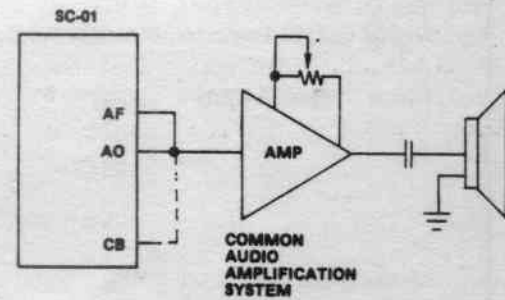 SC-01
AF
AO
CB
AMP
COMMON
AUDIO
AMPLIFICATION
SYSTEM